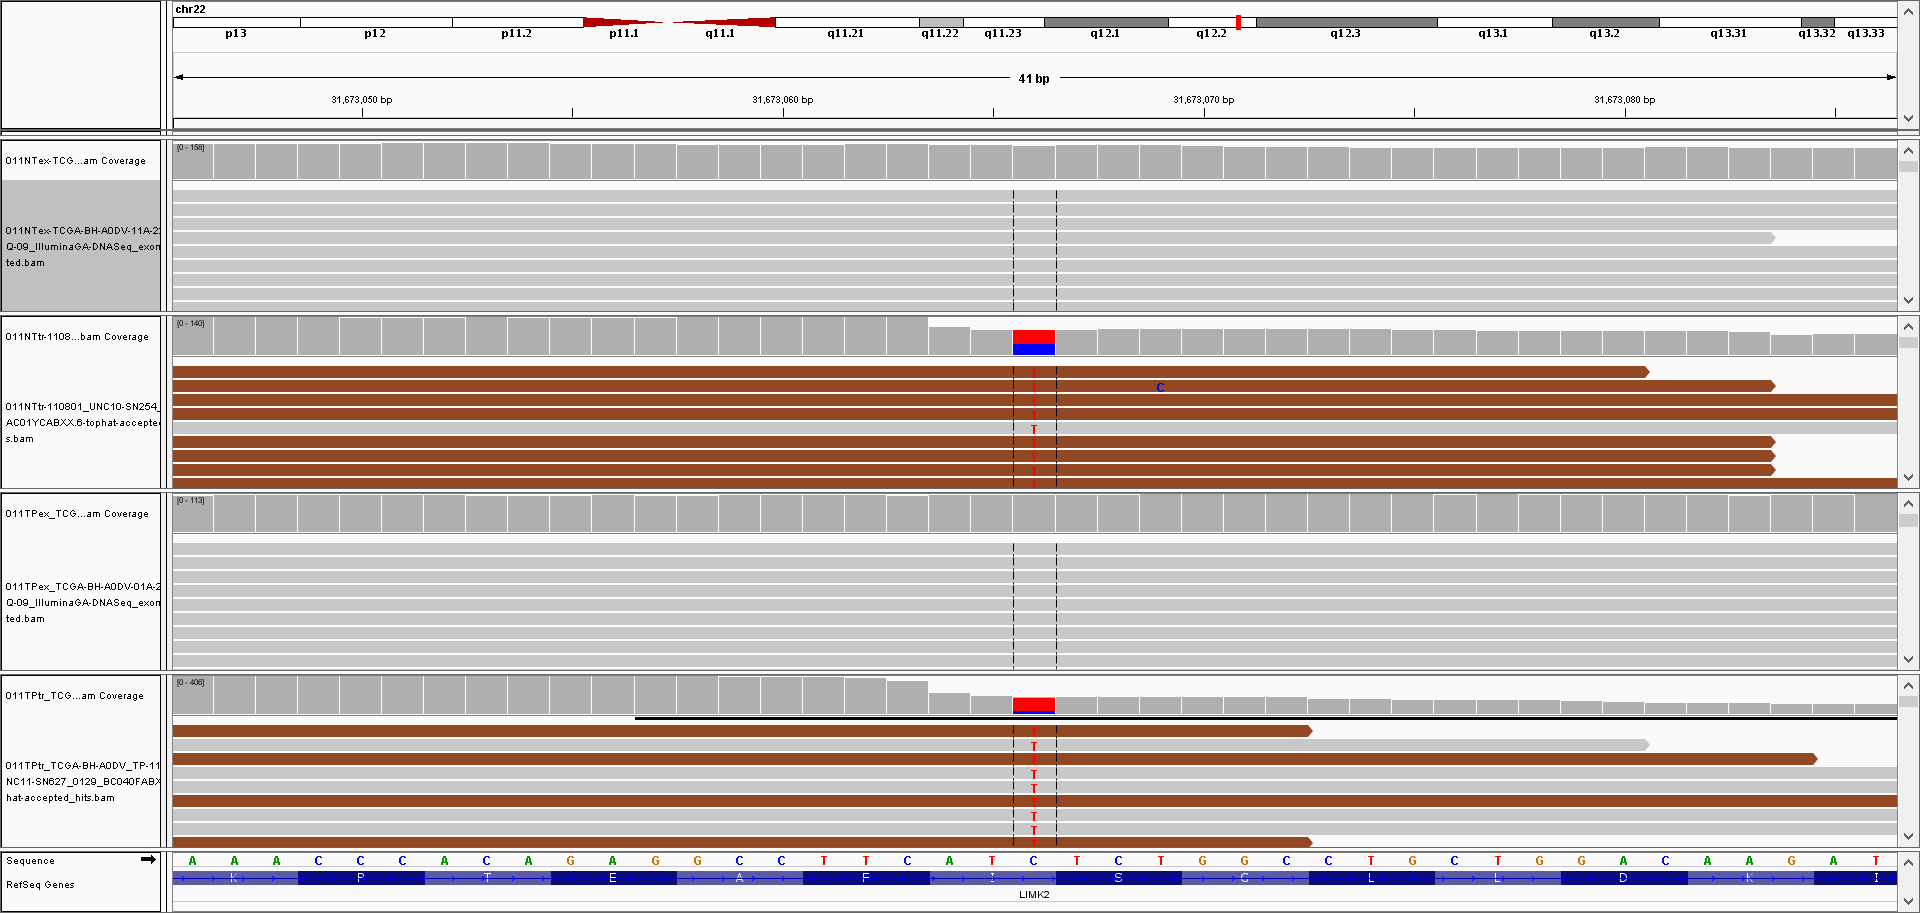 chr22
p13 p12 p11.2 p11.1 q11.1 q11.21 q11.22 q11.23 q12.1 q12.2 q12.3 q13.1 q13.2 q13.31 q13.32 q13.33
41 bp
31,673,050 bp 31,673,060 bp 31,673,070 bp 31,673,080 bp
011NTex-TCG...am Coverage
[0 - 158]
011NTex-TCGA-BH-A0DV-11A-2
Q-09_IlluminaGA-DNASeq_exon
ted.bam
011NTtr-1108...bam Coverage
[0 - 140]
T
T C
T
T
T
T
T
T
T
011NTtr-110801_UNC10-SN254_
AC01YCABXX.6-tophat-accepte
s.bam
011TPex_TCG...am Coverage
[0 - 113]
011TPex_TCGA-BH-A0DV-01A-2
Q-09_IlluminaGA-DNASeq_exon
ted.bam
011TPtr_TCG...am Coverage
[0 - 406]
T
T
T
T
T
T
T
T
T
011TPtr_TCGA-BH-A0DV_TP-11
NC11-SN627_0129_BC040FABX
hat-accepted_hits.bam
Sequence A A A C C C A C A G A G G C C T T C A T C T C T G G C C T G C T G G A C A A G A T
RefSeq Genes K P T E A F I S G L L D K I
LIMK2